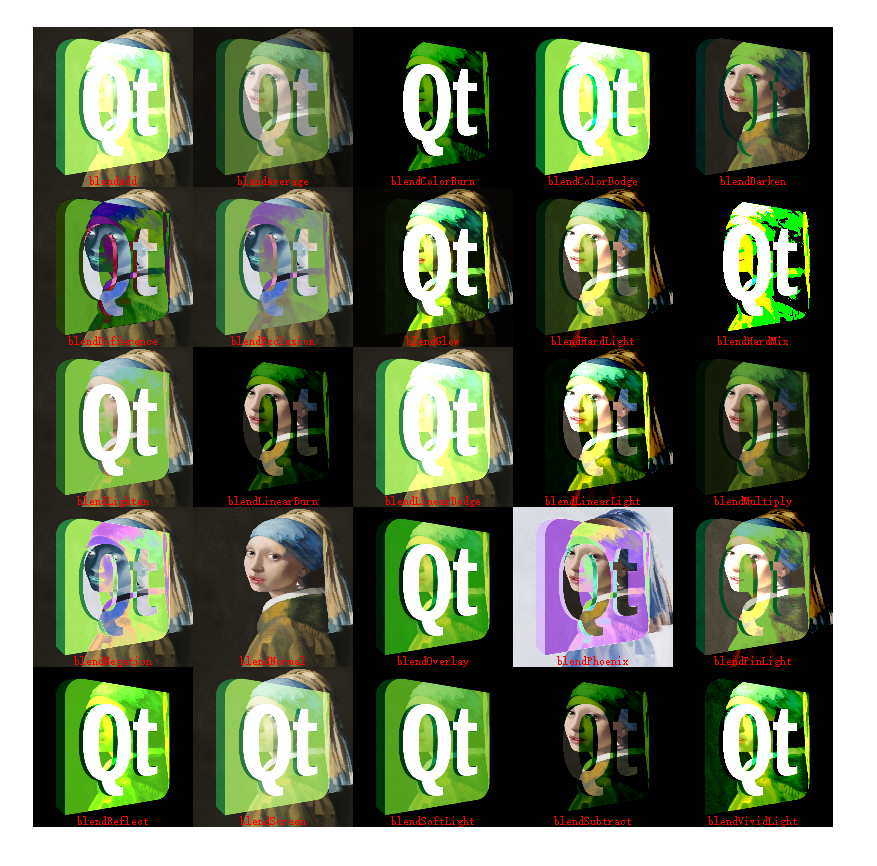 Qt
Qt
Qt
Qt
Qt
blendAdd
blendAverage
blendColorBurn
blendColorDodge
blendDarken
Qt
Qt
Qt
Qt
Qt
blendDifference
blendExclusion
blendGlow
blendHardLight
blendHardMix
Qt
Qt
Qt
Qt
Qt
blendLighten
blendLinearBurn
blendLinearDodge
blendLinearLight
blendMultiply
Qt
Qt
Qt
Qt
blendNegation
blendNormal
blendOverlay
blendPhoenix
blendPinLight
Qt
Qt
Qt
Qt
Qt
blendReflect
blendScreen
blendSoftLight
blendSubtract
blendVividLight